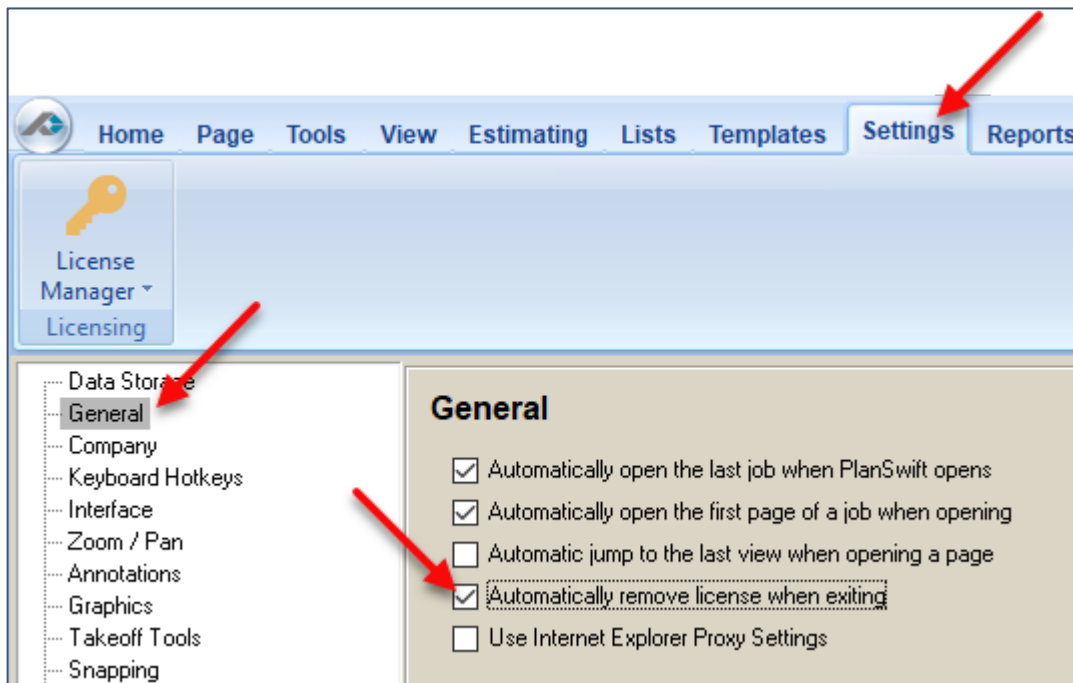 Home Page Tools View Estimating Lists Templates Settings Reports
License
Manager
Licensing
Data Storage
General
Company
Keyboard Hotkeys
Interface
Zoom / Pan
Annotations
Graphics
Takeoff Tools
Snapping
General
Automatically open the last job when PlanSwift opens
Automatically open the first page of a job when opening
Automatic jump to the last view when opening a page
Automatically remove license when exiting
Use Internet Explorer Proxy Settings